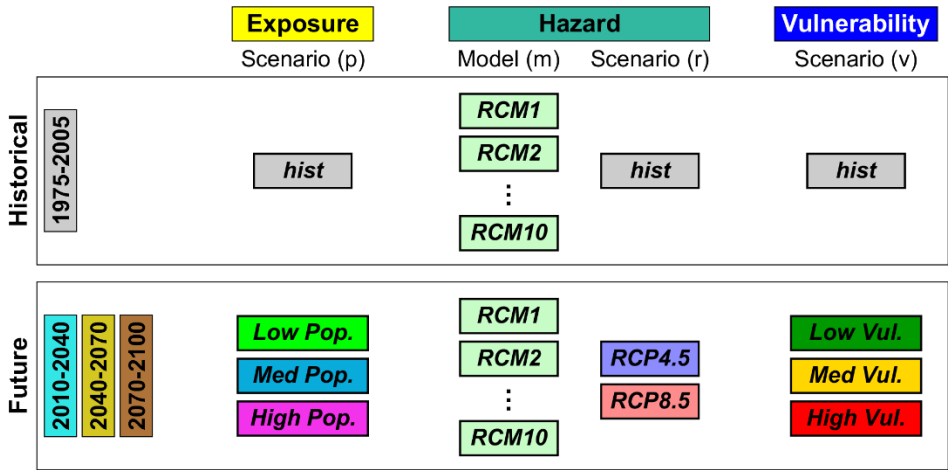 Exposure Hazard Vulnerability
Scenario (p) Model (m) Scenario (r) Scenario (v)
Historical
1975-2005
hist
RCM1
RCM2
⋮
RCM10
hist
hist
Future
2010-2040
2040-2070
2070-2100
Low Pop.
Med Pop.
High Pop.
RCM1
RCM2
⋮
RCM10
RCP4.5
RCP8.5
Low Vul.
Med Vul.
High Vul.